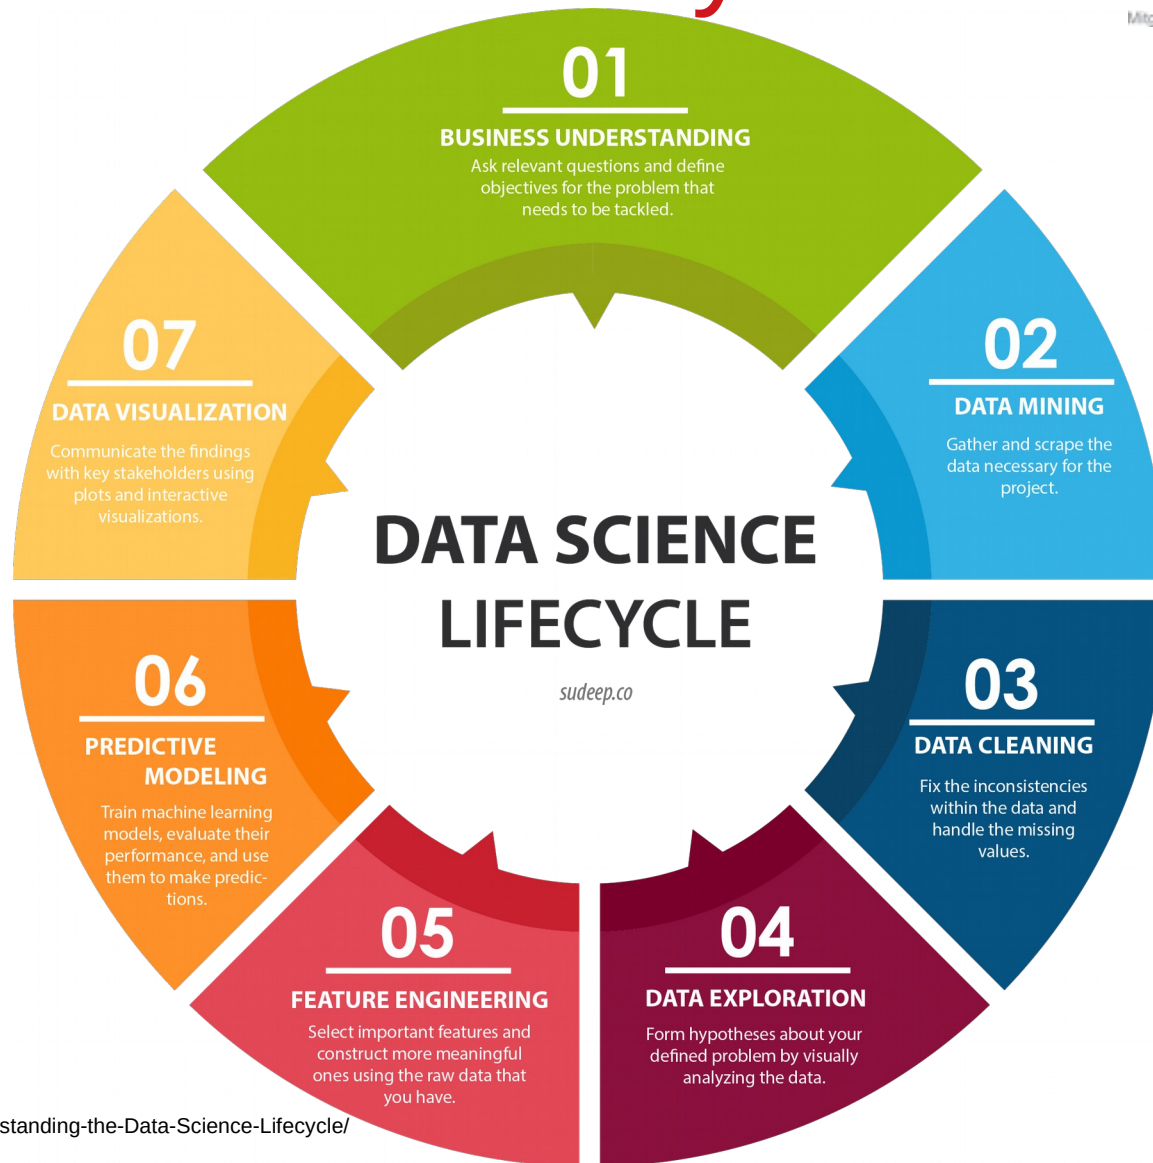 01
BUSINESS UNDERSTANDING
Ask relevant questions and define
objectives for the problem that
needs to be tackled.
02
DATA MINING
Gather and scrape the
data necessary for the
project.
03
DATA CLEANING
Fix the inconsistencies
within the data and
handle the missing
values.
04
DATA EXPLORATION
Form hypotheses about your
defined problem by visually
analyzing the data.
05
FEATURE ENGINEERING
Select important features and
construct more meaningful
ones using the raw data that
you have.
06
PREDICTIVE
MODELING
Train machine learning
models, evaluate their
performance, and use
them to make predic-
tions.
07
DATA VISUALIZATION
Communicate the findings
with key stakeholders using
plots and interactive
visualizations.
DATA SCIENCE
LIFECYCLE
sudeep.co
standing-the-Data-Science-Lifecycle/